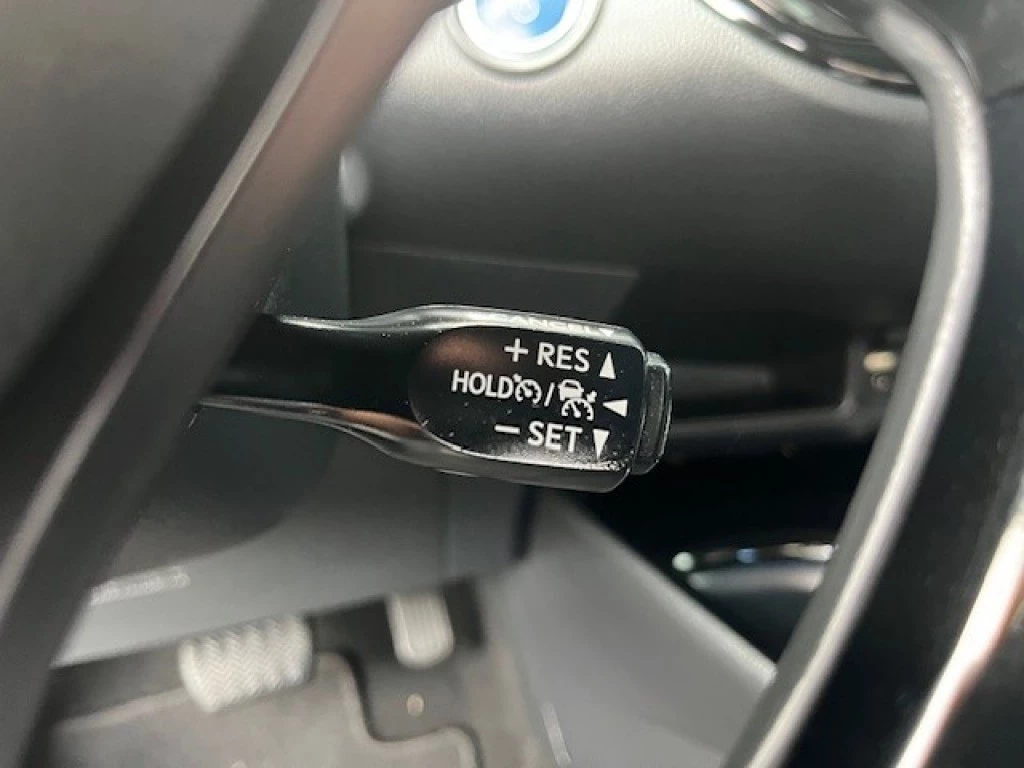 + RES ▲
HOLD / ◀
− SET ▼